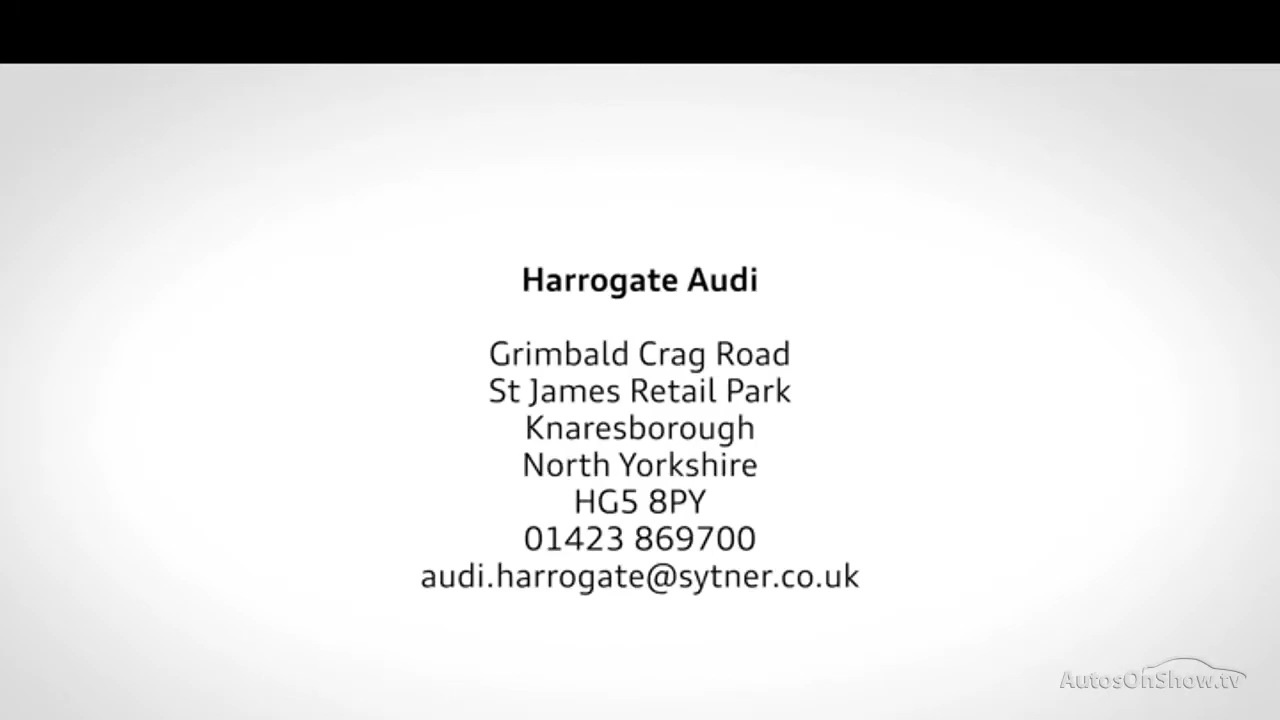 Harrogate Audi
Grimbald Crag Road
St James Retail Park
Knaresborough
North Yorkshire
HG5 8PY
01423 869700
audi.harrogate@sytner.co.uk
AutosOnShow.tv